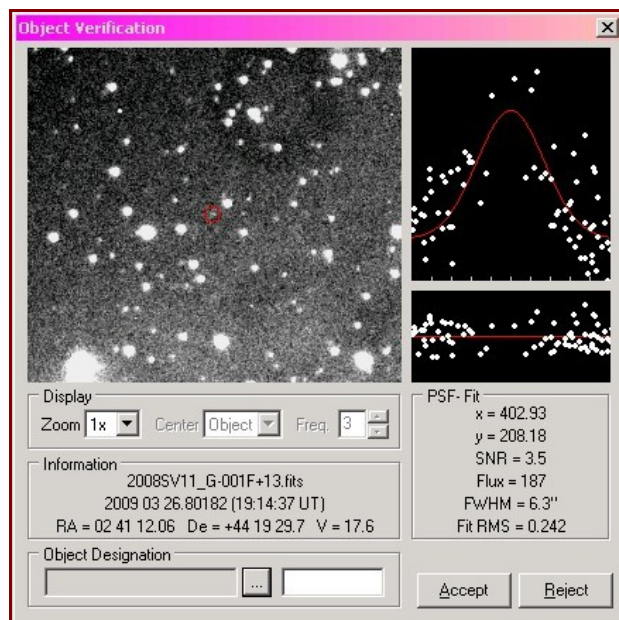 Object Verification
Display
Zoom 1x Center Object Freq. 3
Information
2008SV11_G-001F+13.fits
2009 03 26.80182 (19:14:37 UT)
RA = 02 41 12.06 De = +44 19 29.7 V = 17.6
Object Designation
...
PSF- Fit
x = 402.93
y = 208.18
SNR = 3.5
Flux = 187
FWHM = 6.3"
Fit RMS = 0.242
Accept Reject